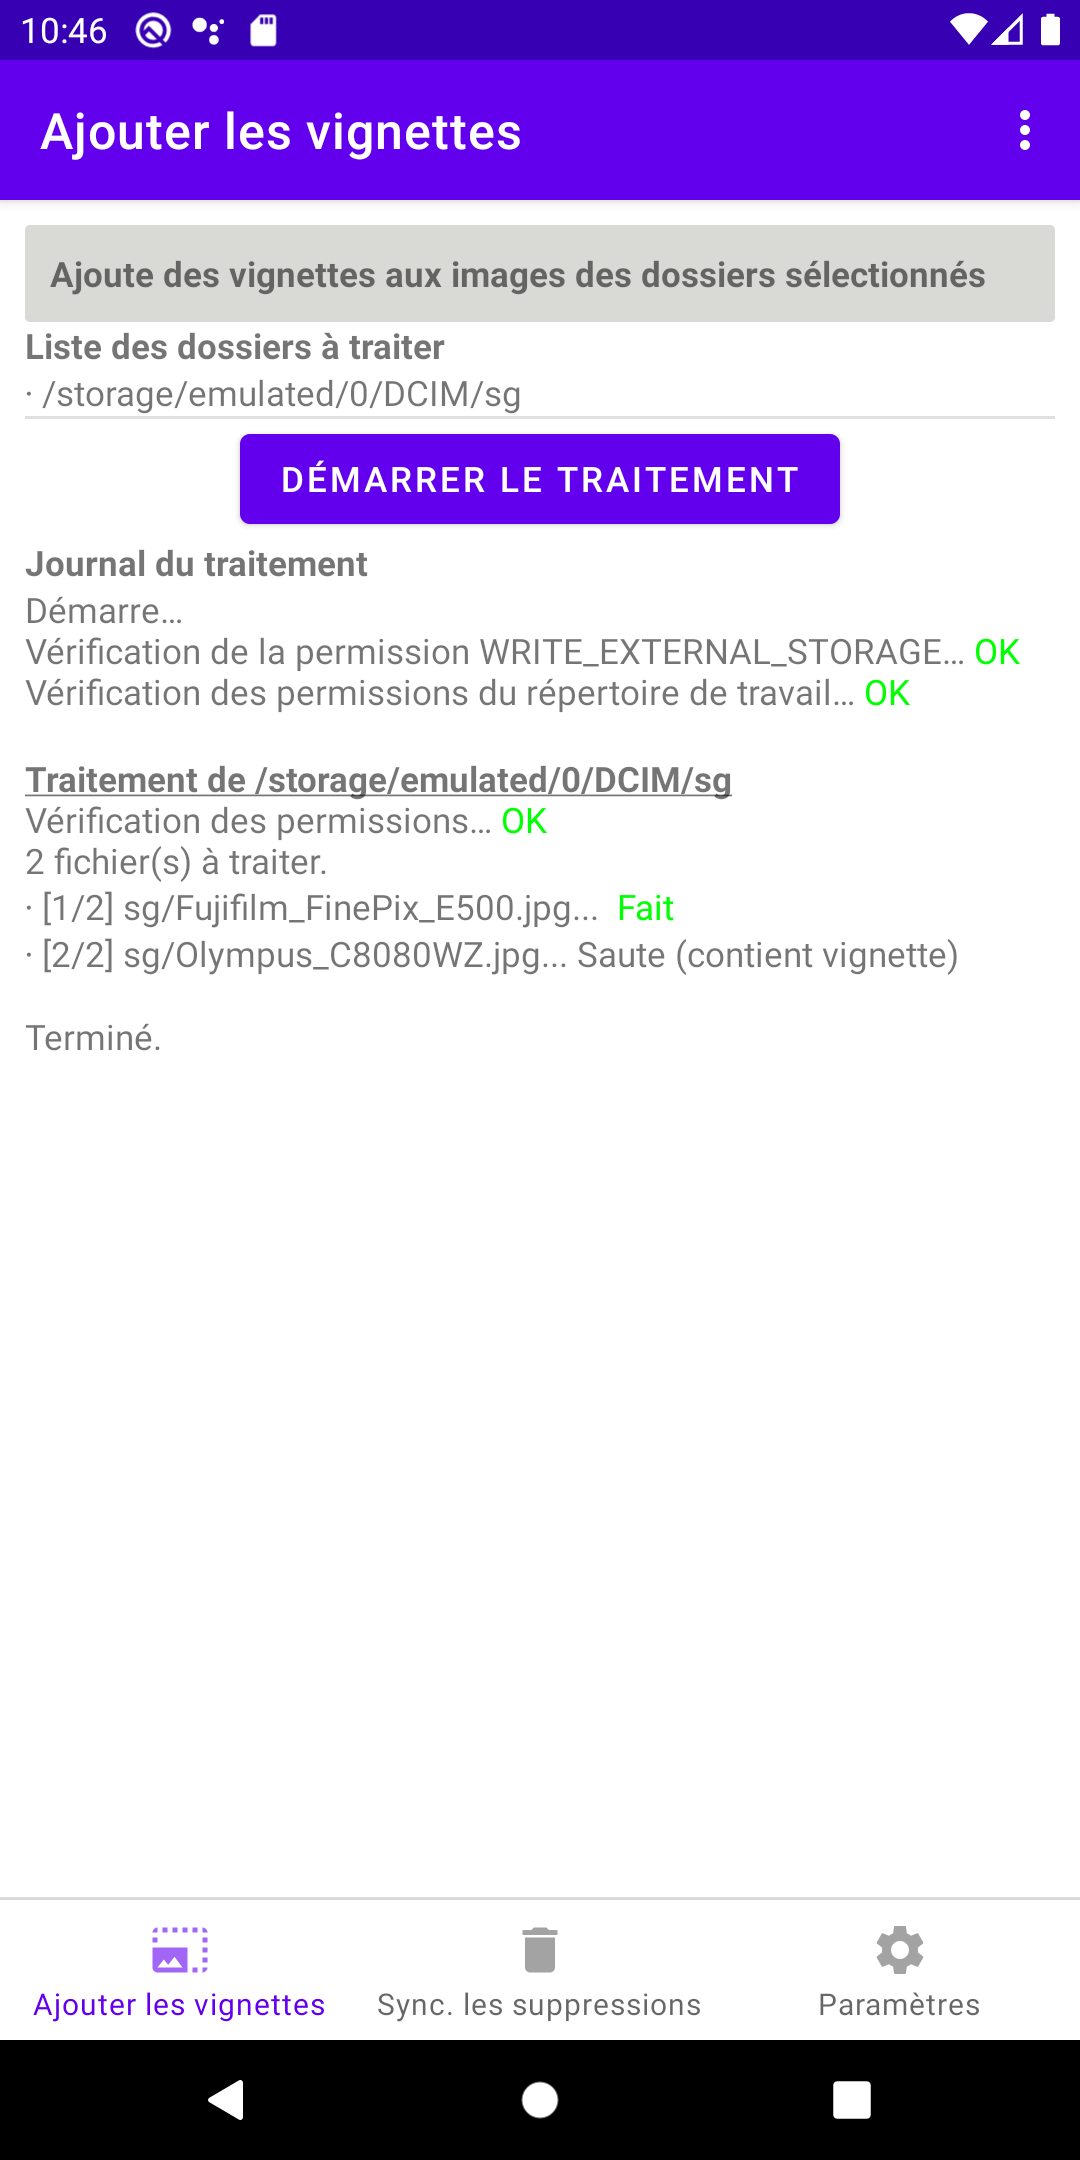 10:46
Ajouter les vignettes
Ajoute des vignettes aux images des dossiers sélectionnés
Liste des dossiers à traiter
· /storage/emulated/0/DCIM/sg
DÉMARRER LE TRAITEMENT
Journal du traitement
Démarre…
Vérification de la permission WRITE_EXTERNAL_STORAGE… OK
Vérification des permissions du répertoire de travail… OK
Traitement de /storage/emulated/0/DCIM/sg
Vérification des permissions… OK
2 fichier(s) à traiter.
· [1/2] sg/Fujifilm_FinePix_E500.jpg... Fait
· [2/2] sg/Olympus_C8080WZ.jpg... Saute (contient vignette)
Terminé.
Ajouter les vignettes
Sync. les suppressions
Paramètres